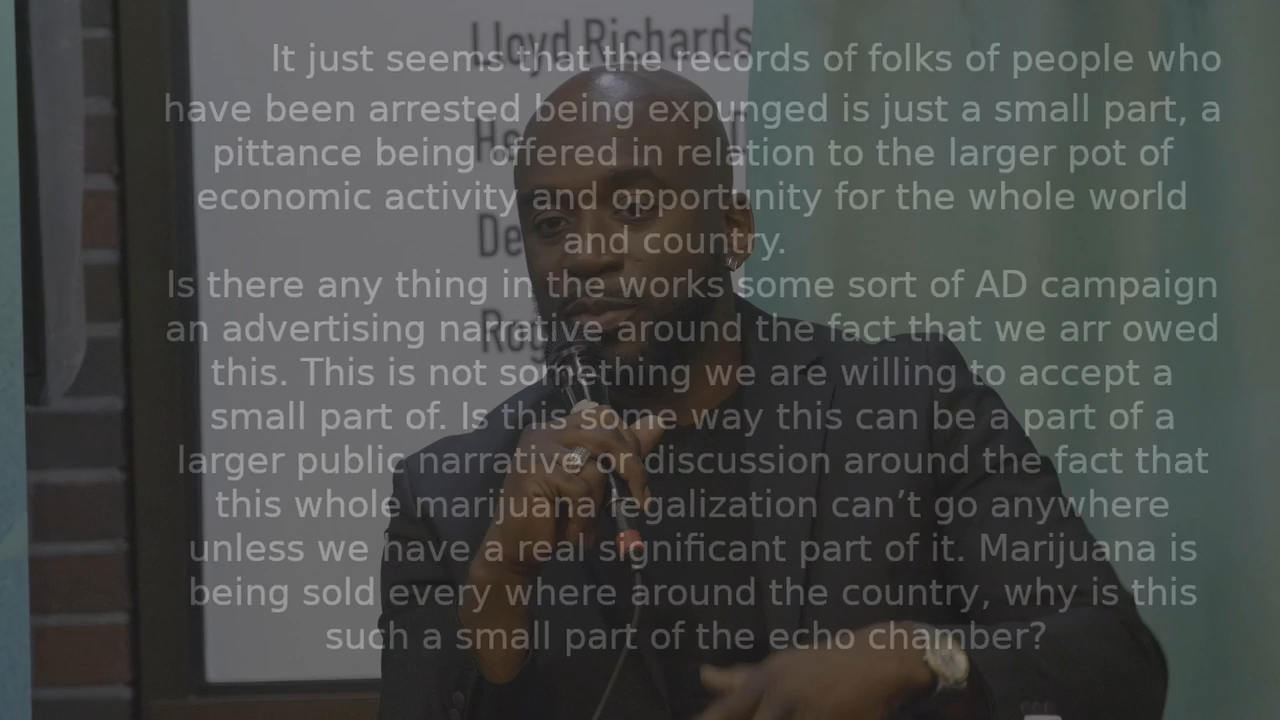 Lloyd Richards
It just seems that the records of folks of people who
have been arrested being expunged is just a small part, a
pittance being offered in relation to the larger pot of
economic activity and opportunity for the whole world
and country.
Is there any thing in the works some sort of AD campaign
an advertising narrative around the fact that we arr owed
this. This is not something we are willing to accept a
small part of. Is this some way this can be a part of a
larger public narrative discussion around the fact that
this whole marijuana legalization can’t go anywhere
unless we have a real significant part of it. Marijuana is
being sold every where around the country, why is this
such a small part of the echo chamber?